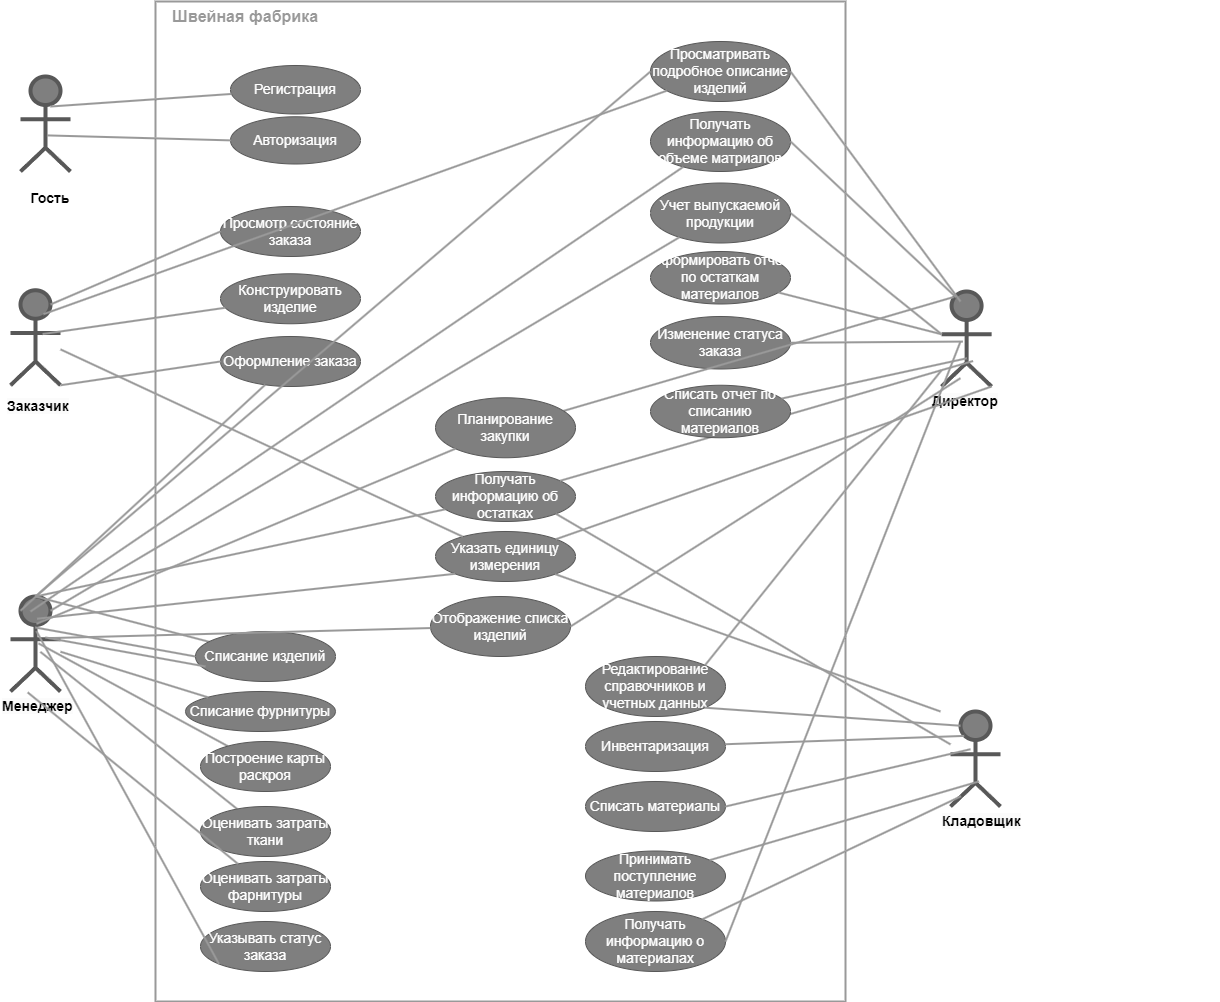 Швейная фабрика
Просматривать
подробное описание
изделий
Регистрация
Получать
информацию об
объеме матриалов
Авторизация
Гость
Учет выпускаемой
продукции
Просмотр состояние
заказа
формировать отче
по остаткам
материалов
Конструировать
изделие
Изменение статуса
заказа
Оформление заказа
Заказчик
Директор
Списать отчет по
списанию
материалов
Планирование
закупки
Получать
информацию об
остатках
Указать единицу
измерения
Отображение списка
изделий
Списание изделий
Менеджер
Редактирование
справочников и
учетных данных
Списание фурнитуры
Инвентаризация
Построение карты
раскроя
Списать материалы
Кладовщик
Оценивать затраты
ткани
Принимать
поступление
материалов
Оценивать затраты
фарнитуры
Получать
информацию о
материалах
Указывать статус
заказа